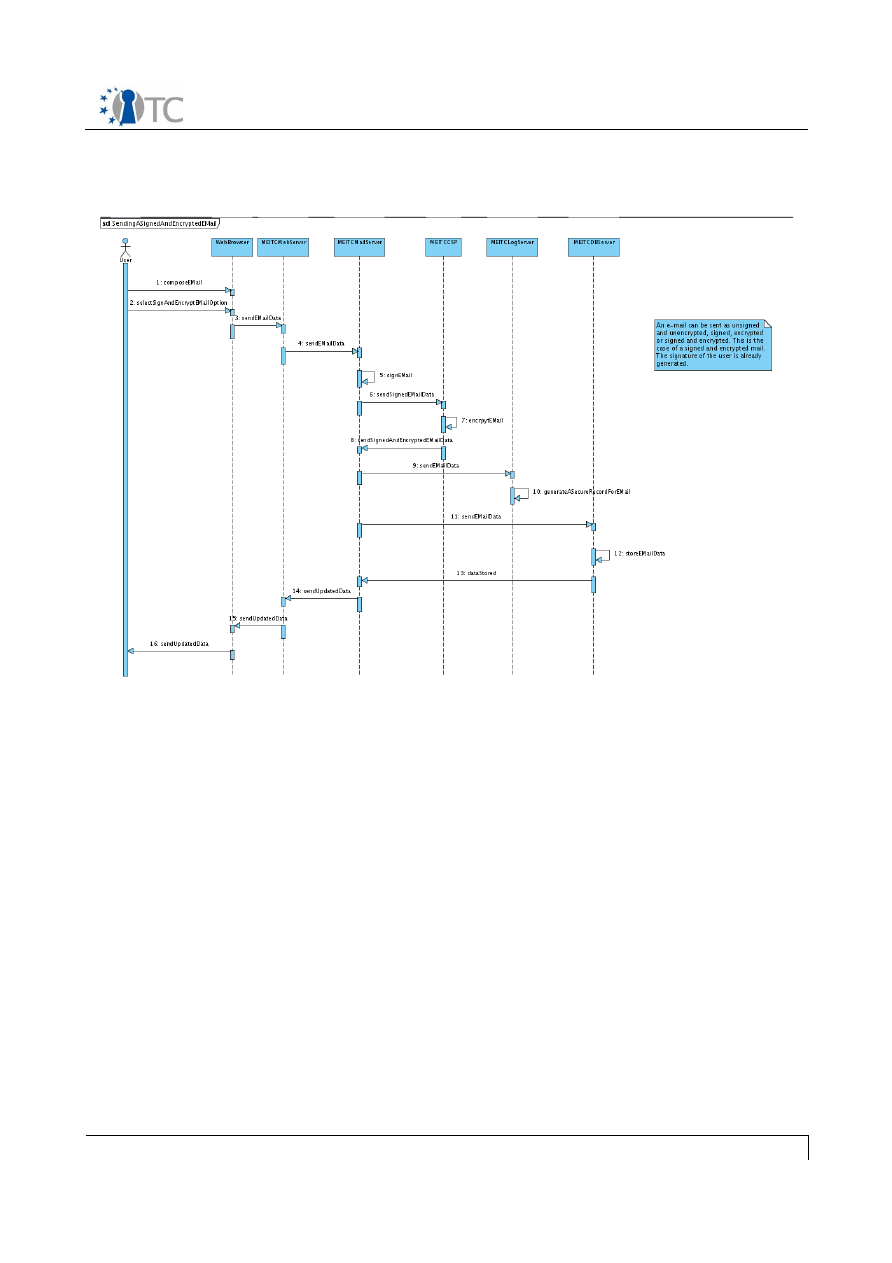 TC
sd SendingASignedAndEncryptedEMail
User
WebBrowser
MEITCWebServer
MEITCMailServer
MEITCCSP
MEITCLogServer
MEITCDBServer
1: composeEMail
2: selectSignAndEncryptEMailOption
3: sendEMailData
An e-mail can be sent as unsigned
and unencrypted, signed, encrypted
or signed and encrypted. This is the
case of a signed and encrypted mail.
The signature of the user is already
generated.
4: sendEMailData
5: signEMail
6: sendSignedEMailData
7: encrpytEMail
8: sendSignedAndEncryptedEMailData
9: sendEMailData
10: generateASecureRecordForEMail
11: sendEMailData
12: storeEMailData
13: dataStored
14: sendUpdatedData
15: sendUpdatedData
16: sendUpdatedData